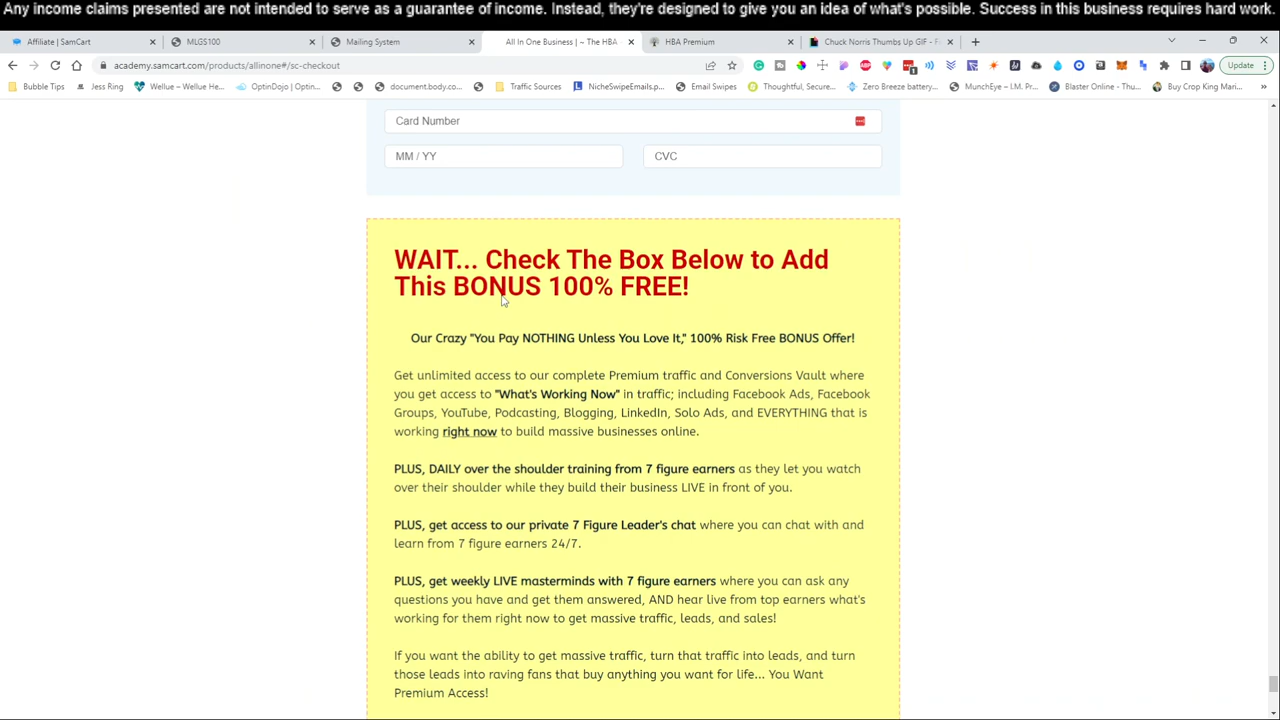 Any income claims presented are not intended to serve as a guarantee of income. Instead, they're designed to give you an idea of what's possible. Success in this business requires hard work.
Affiliate | SamCart
MLGS100
Mailing System
All In One Business | ~ The HBA
HBA Premium
Chuck Norris Thumbs Up GIF - F
academy.samcart.com/products/allinone#/sc-checkout
Update
Bubble Tips
Jess Ring
Wellue – Wellue He...
OptinDojo | Optin...
document.body.co...
Traffic Sources
NicheSwipeEmails.p...
Email Swipes
Thoughtful, Secure...
Zero Breeze battery...
MunchEye – I.M. Pr...
Blaster Online - Thu...
Buy Crop King Mari...
Card Number
MM / YY
CVC
WAIT... Check The Box Below to Add
This BONUS 100% FREE!
Our Crazy "You Pay NOTHING Unless You Love It," 100% Risk Free BONUS Offer!
Get unlimited access to our complete Premium traffic and Conversions Vault where
you get access to "What's Working Now" in traffic; including Facebook Ads, Facebook
Groups, YouTube, Podcasting, Blogging, LinkedIn, Solo Ads, and EVERYTHING that is
working right now to build massive businesses online.
PLUS, DAILY over the shoulder training from 7 figure earners as they let you watch
over their shoulder while they build their business LIVE in front of you.
PLUS, get access to our private 7 Figure Leader's chat where you can chat with and
learn from 7 figure earners 24/7.
PLUS, get weekly LIVE masterminds with 7 figure earners where you can ask any
questions you have and get them answered, AND hear live from top earners what's
working for them right now to get massive traffic, leads, and sales!
If you want the ability to get massive traffic, turn that traffic into leads, and turn
those leads into raving fans that buy anything you want for life... You Want
Premium Access!